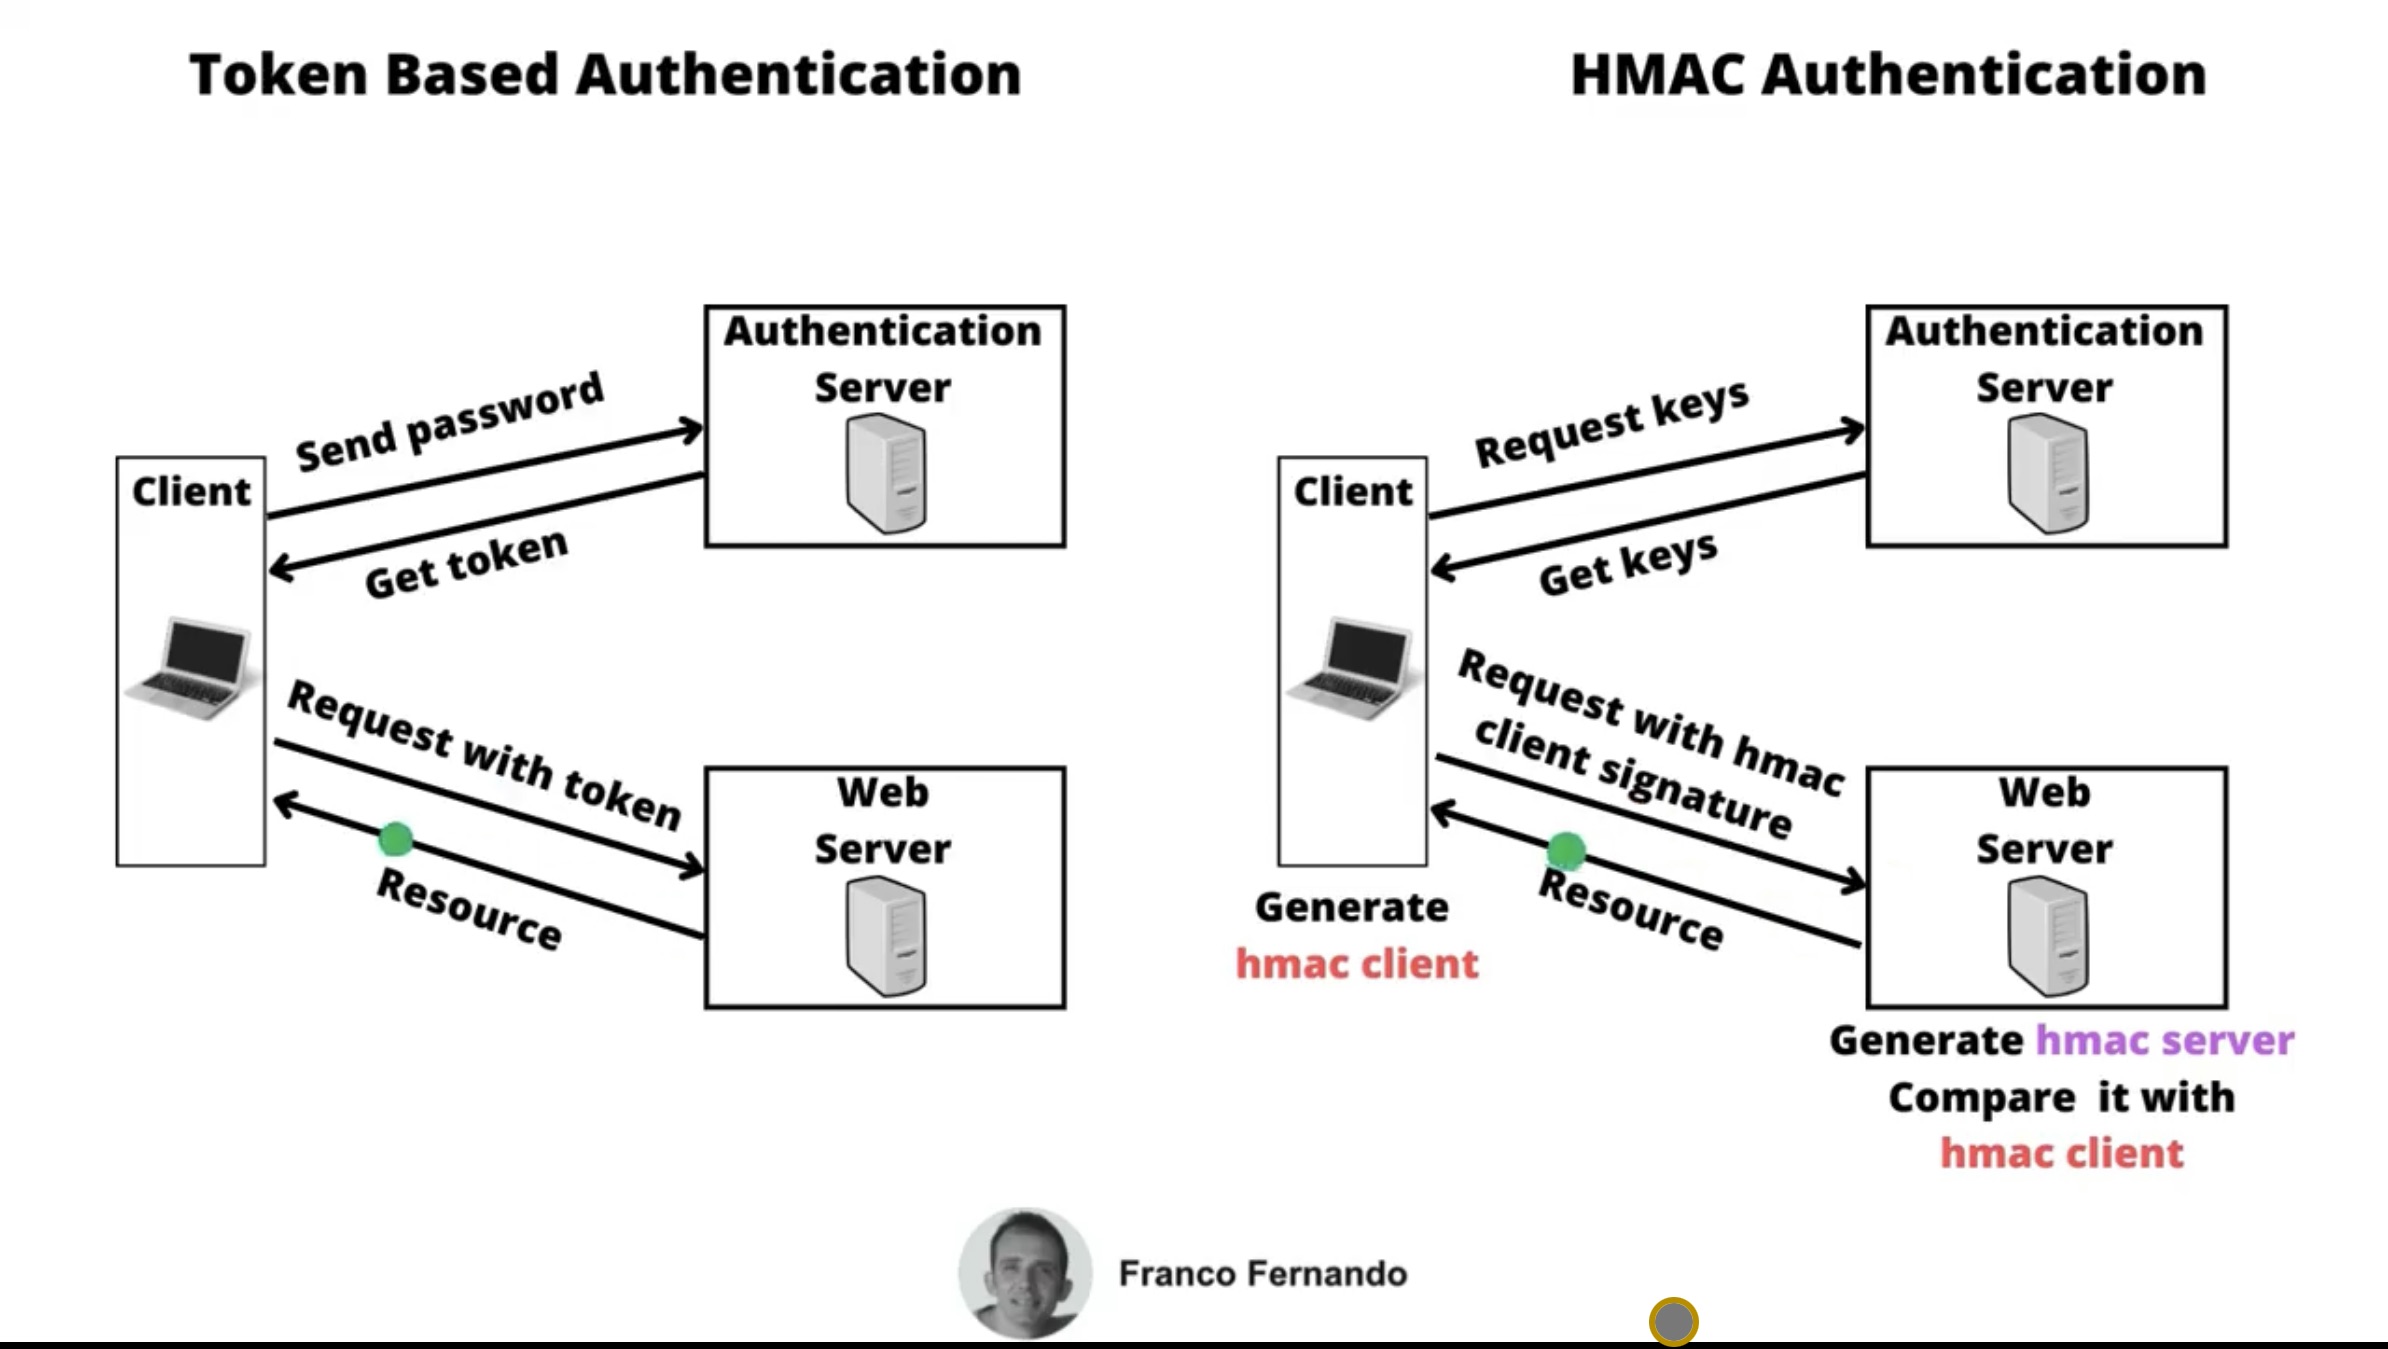 Token Based Authentication
Authentication
Server
Send password
Client
Get token
Request with token
Web
Server
Resource
HMAC Authentication
Authentication
Server
Request keys
Client
Get keys
Request with hmac
client signature
Web
Server
Resource
Generate
hmac client
Generate hmac server
Compare it with
hmac client
Franco Fernando